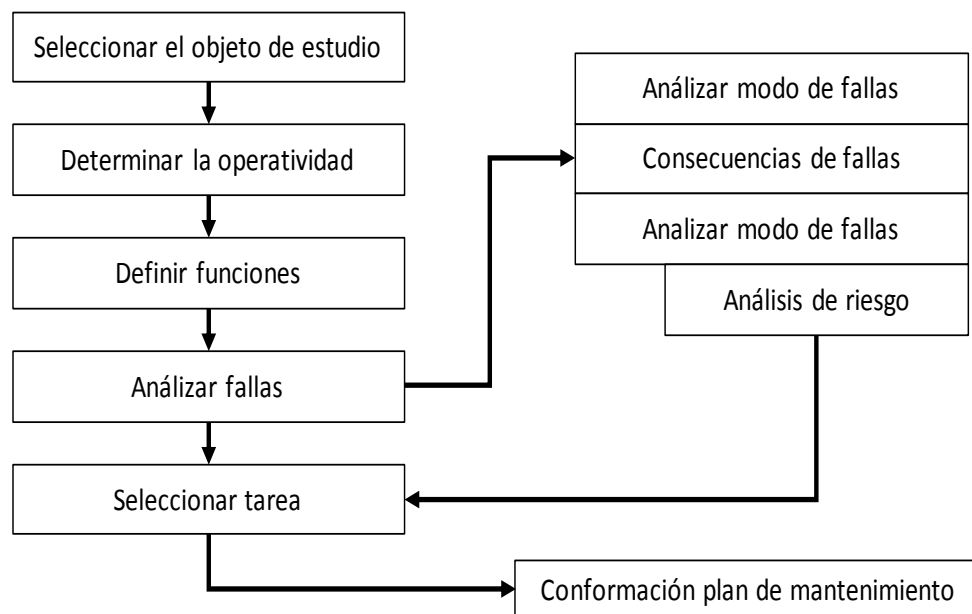 Seleccionar el objeto de estudio
Determinar la operatividad
Definir funciones
Análizar fallas
Seleccionar tarea
Análizar modo de fallas
Consecuencias de fallas
Analizar modo de fallas
Análisis de riesgo
Conformación plan de mantenimiento